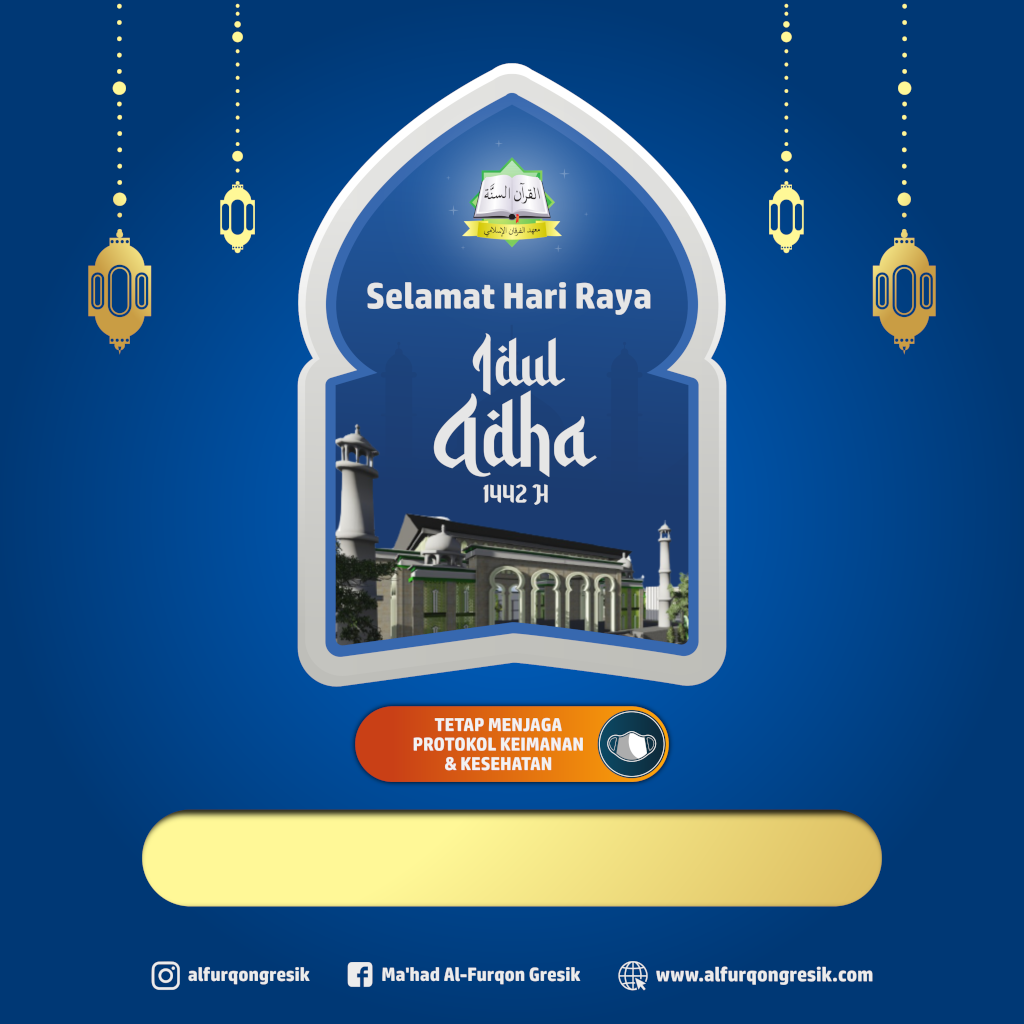 القرآن السنَّة
معهد الفرقان الإسلامي
Selamat Hari Raya
Idul
Adha
1442 H
TETAP MENJAGA
PROTOKOL KEIMANAN
& KESEHATAN
alfurqongresik
Ma'had Al-Furqon Gresik
www.alfurqongresik.com